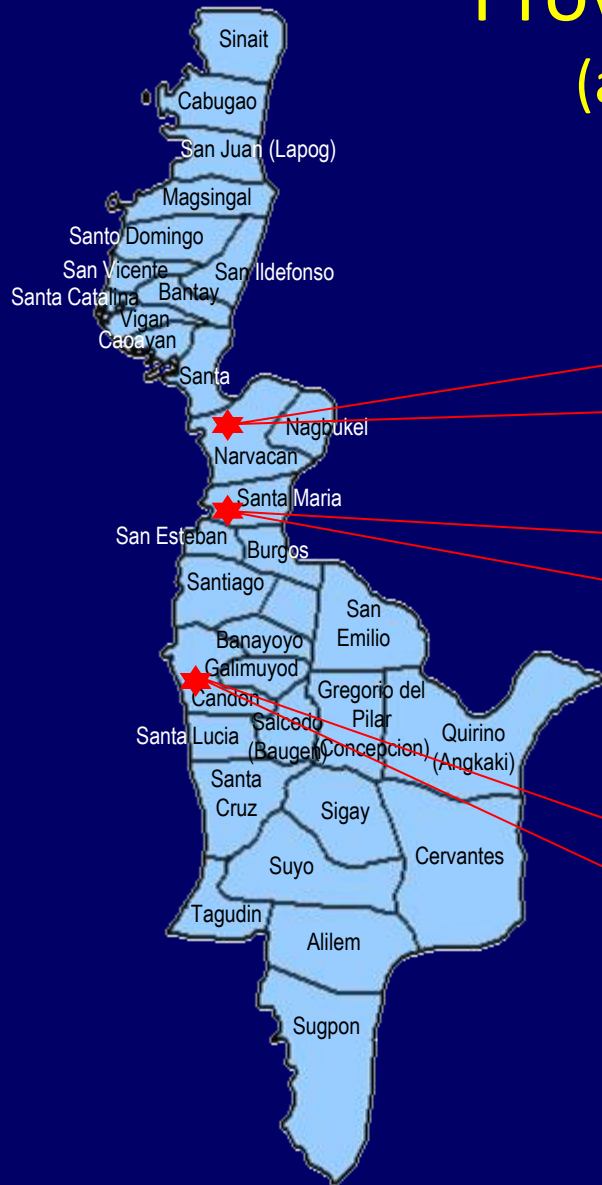 Prov
(a
Sinait
Cabugao
San Juan (Lapog)
Magsingal
Santo Domingo
San Vicente
San Ildefonso
Santa Catalina
Bantay
Vigan
Caoayan
Santa
Nagbukel
Narvacan
Santa Maria
San Esteban
Burgos
Santiago
San
Emilio
Banayoyo
Galimuyod
Candon
Gregorio del
Pilar
(Concepcion)
Quirino
(Angkaki)
Santa Lucia
Salcedo
(Baugen)
Santa
Cruz
Sigay
Cervantes
Suyo
Tagudin
Alilem
Sugpon